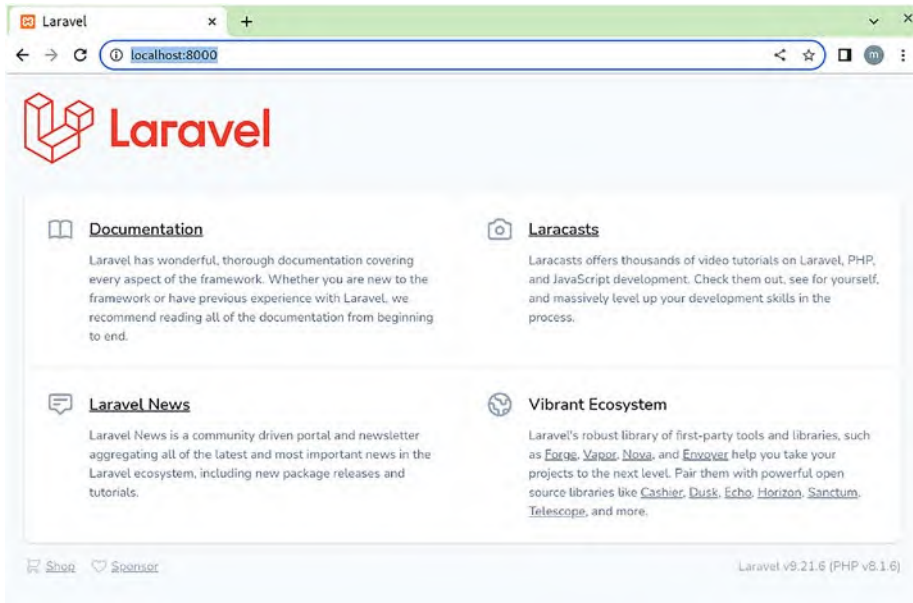 Laravel
localhost:8000
m
Laravel
Documentation
Laravel has wonderful, thorough documentation covering
every aspect of the framework. Whether you are new to the
framework or have previous experience with Laravel, we
recommend reading all of the documentation from beginning
to end.
Laracasts
Laracasts offers thousands of video tutorials on Laravel, PHP,
and JavaScript development. Check them out, see for yourself,
and massively level up your development skills in the
process.
Laravel News
Laravel News is a community driven portal and newsletter
aggregating all of the latest and most important news in the
Laravel ecosystem, including new package releases and
tutorials.
Vibrant Ecosystem
Laravel's robust library of first-party tools and libraries, such
as Forge, Vapor, Nova, and Envoyer help you take your
projects to the next level. Pair them with powerful open
source libraries like Cashier, Dusk, Echo, Horizon, Sanctum,
Telescope, and more.
Shop Sponsor
Laravel v9.21.6 (PHP v8.1.6)